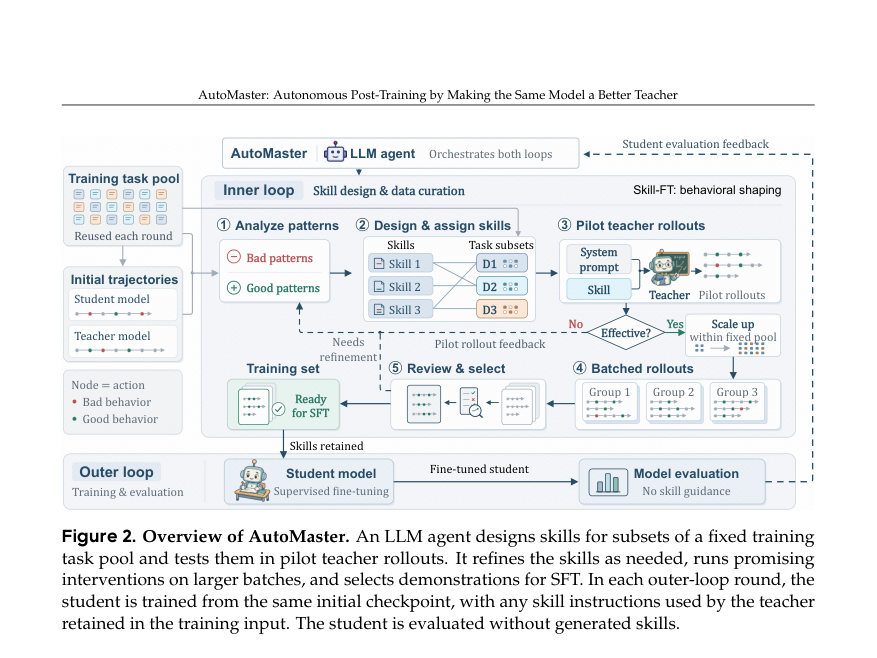 AutoMaster: Autonomous Post-Training by Making the Same Model a Better Teacher
AutoMaster
LLM agent
Orchestrates both loops
Student evaluation feedback
Training task pool
Reused each round
Initial trajectories
Student model
Teacher model
Node = action
Bad behavior
Good behavior
Inner loop
Skill design & data curation
Skill-FT: behavioral shaping
① Analyze patterns
Bad patterns
Good patterns
② Design & assign skills
Skills
Task subsets
Skill 1
D1
Skill 2
D2
Skill 3
D3
③ Pilot teacher rollouts
System
prompt
Skill
Teacher
Pilot rollouts
No
Effective?
Yes
Scale up
within fixed pool
Needs
refinement
Pilot rollout feedback
Training set
Ready
for SFT
⑤ Review & select
④ Batched rollouts
Group 1
Group 2
Group 3
Skills retained
Outer loop
Training & evaluation
Student model
Supervised fine-tuning
Fine-tuned student
Model evaluation
No skill guidance
Figure 2. Overview of AutoMaster. An LLM agent designs skills for subsets of a fixed training
task pool and tests them in pilot teacher rollouts. It refines the skills as needed, runs promising
interventions on larger batches, and selects demonstrations for SFT. In each outer-loop round, the
student is trained from the same initial checkpoint, with any skill instructions used by the teacher
retained in the training input. The student is evaluated without generated skills.